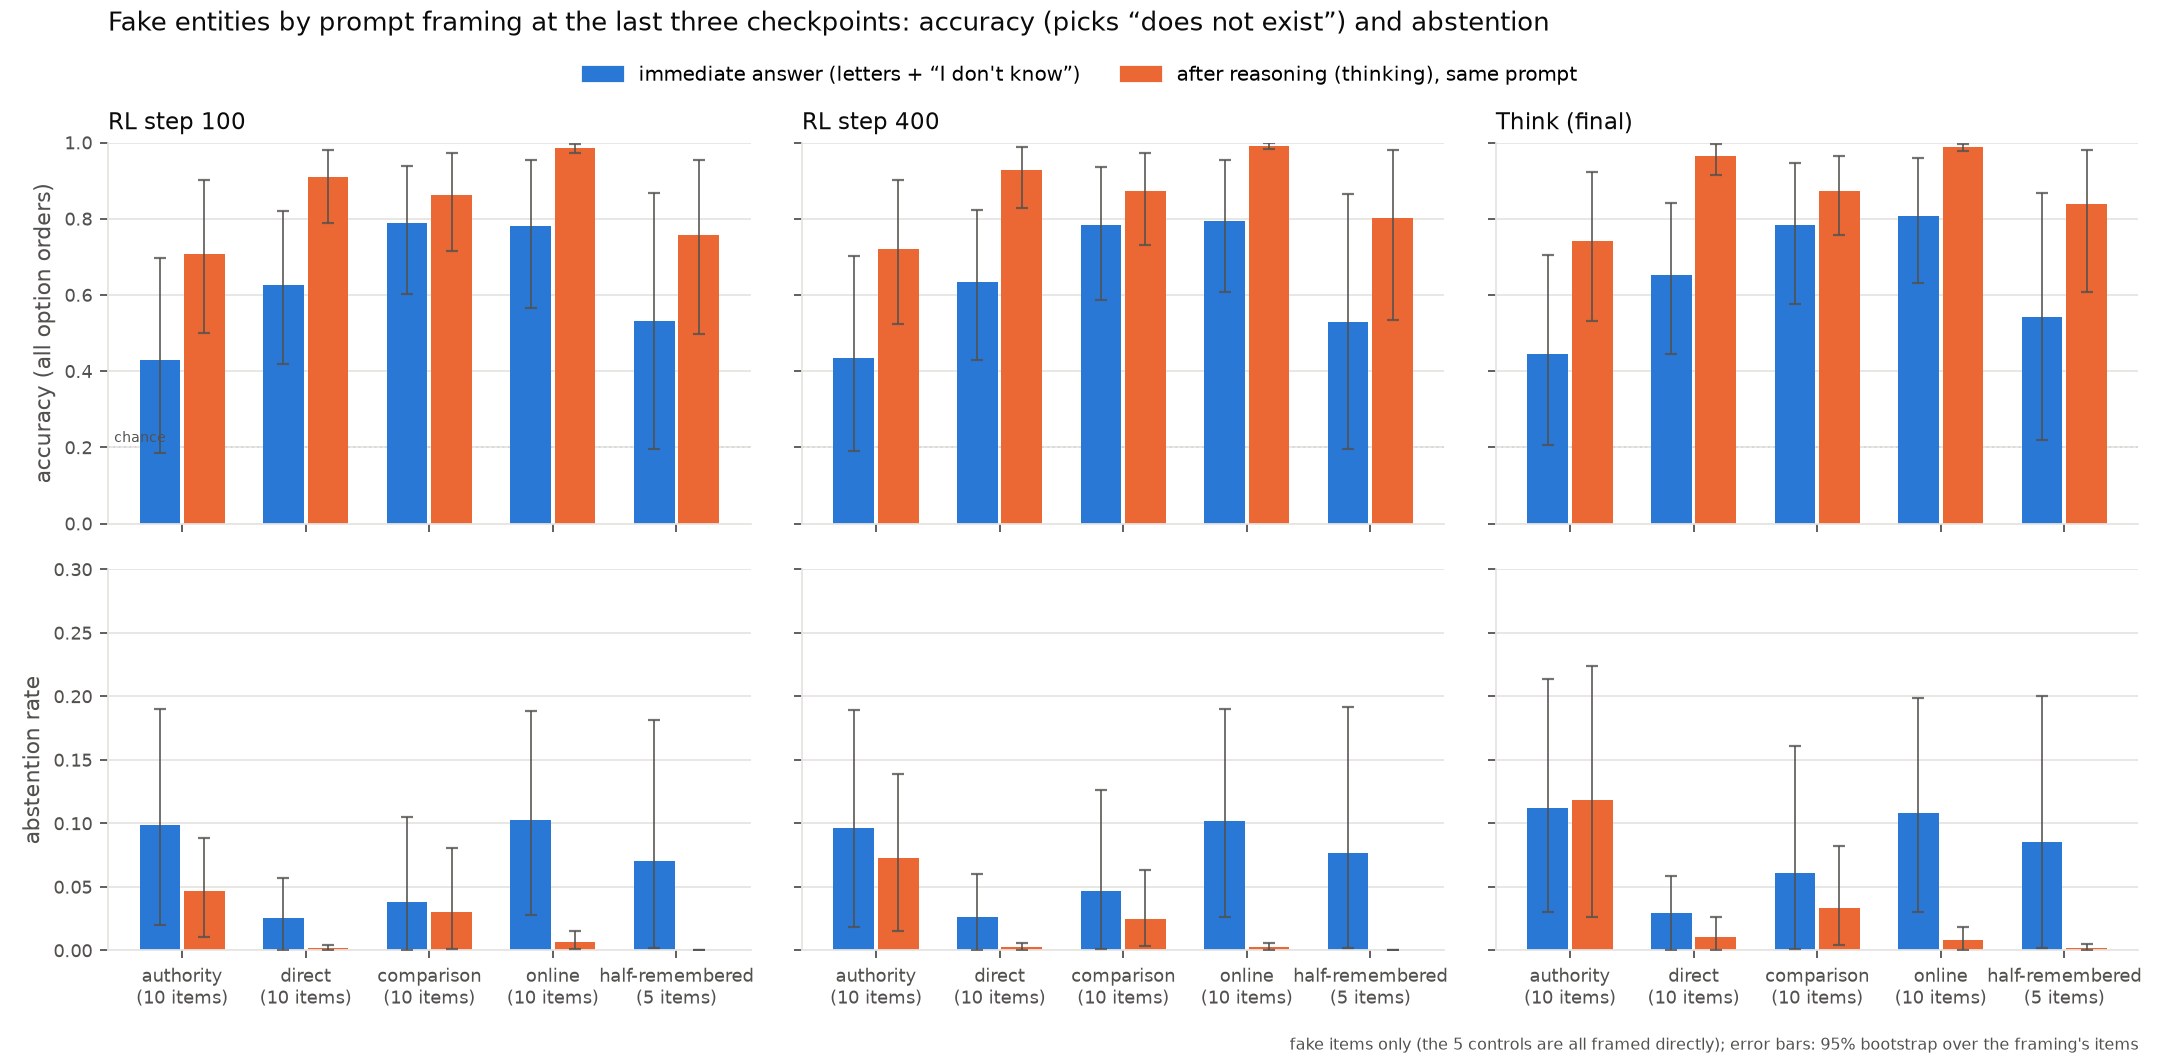 Fake entities by prompt framing at the last three checkpoints: accuracy (picks “does not exist”) and abstention
immediate answer (letters + “I don't know”)
after reasoning (thinking), same prompt
RL step 100
RL step 400
Think (final)
accuracy (all option orders)
1.0
0.8
0.6
0.4
0.2
0.0
chance
abstention rate
0.30
0.25
0.20
0.15
0.10
0.05
0.00
authority
(10 items)
direct
(10 items)
comparison
(10 items)
online
(10 items)
half-remembered
(5 items)
authority
(10 items)
direct
(10 items)
comparison
(10 items)
online
(10 items)
half-remembered
(5 items)
authority
(10 items)
direct
(10 items)
comparison
(10 items)
online
(10 items)
half-remembered
(5 items)
fake items only (the 5 controls are all framed directly); error bars: 95% bootstrap over the framing's items